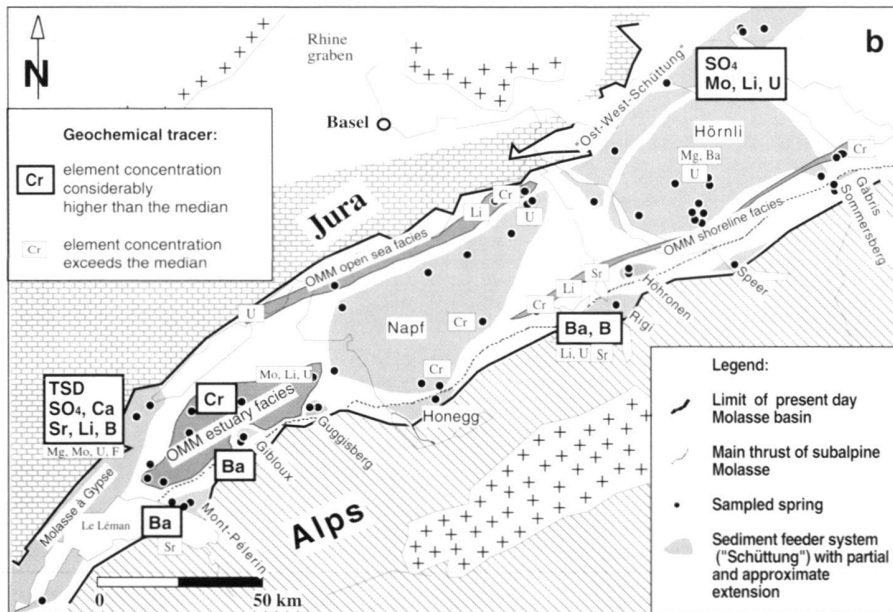 b
N
Rhine
graben
Basel
Jura
Alps
Geochemical tracer:
Cr
element concentration
considerably
higher than the median
Cr
element concentration
exceeds the median
"Ost-West-Schüttung"
SO₄
Mo, Li, U
Hörnli
Mg, Ba
U
Cr
Gäbris
Sommersberg
OMM shoreline facies
Speer
Höhronen
Sr
Li
Cr
Rigi
Ba, B
Li, U
Sr
Cr
Li
U
OMM open sea facies
U
Napf
Cr
Cr
Honegg
Mo, Li, U
Cr
OMM estuary facies
Guggisberg
Gibloux
Ba
TSD
SO₄, Ca
Sr, Li, B
Mg, Mo, U, F
Molasse à Gypse
Le Léman
Ba
Sr
Mont-Pélerin
0
50 km
Legend:
Limit of present day
Molasse basin
Main thrust of subalpine
Molasse
Sampled spring
Sediment feeder system
("Schüttung") with partial
and approximate
extension